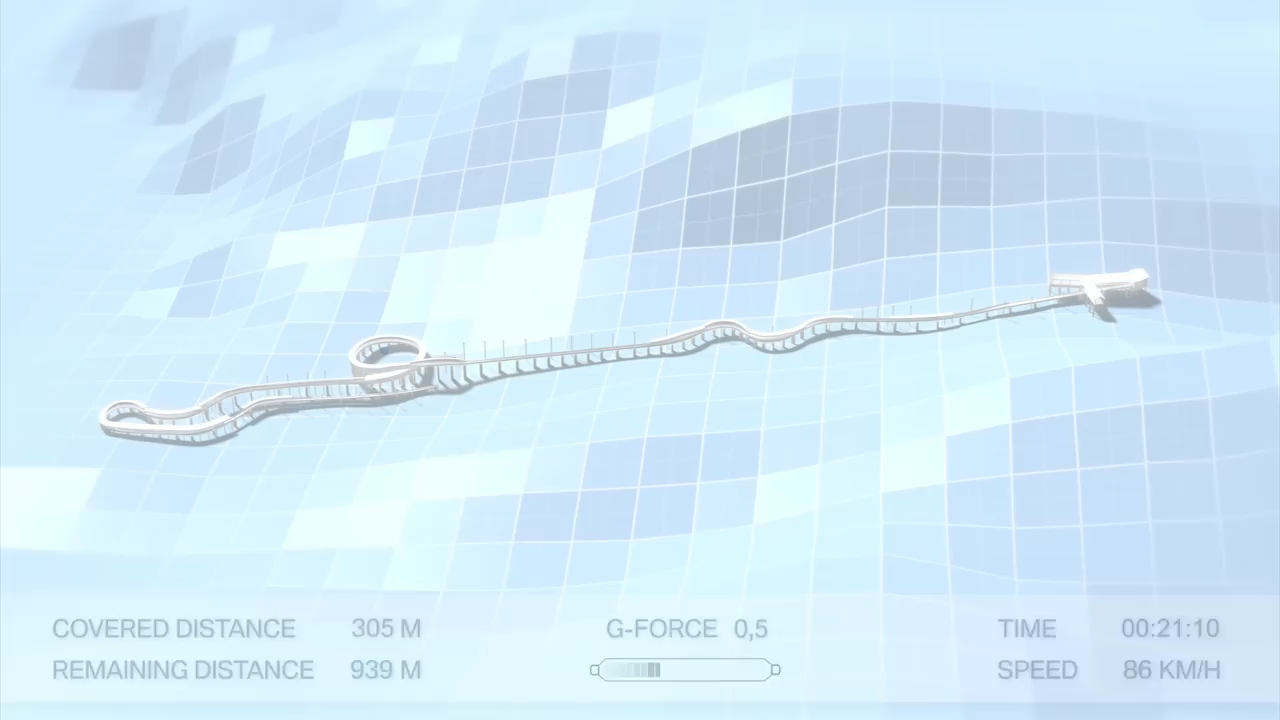 COVERED DISTANCE 305 M G-FORCE 0,5 TIME 00:21:10
REMAINING DISTANCE 939 M SPEED 86 KM/H